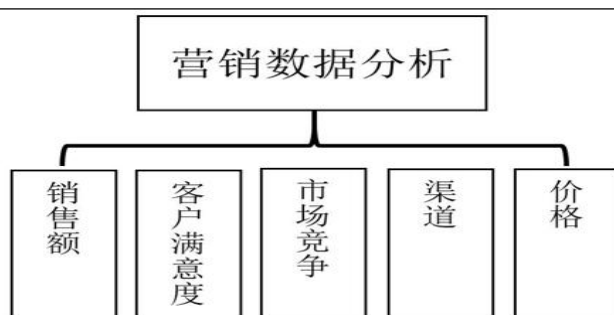 营销数据分析
销售额
客户满意度
市场竞争
渠道
价格